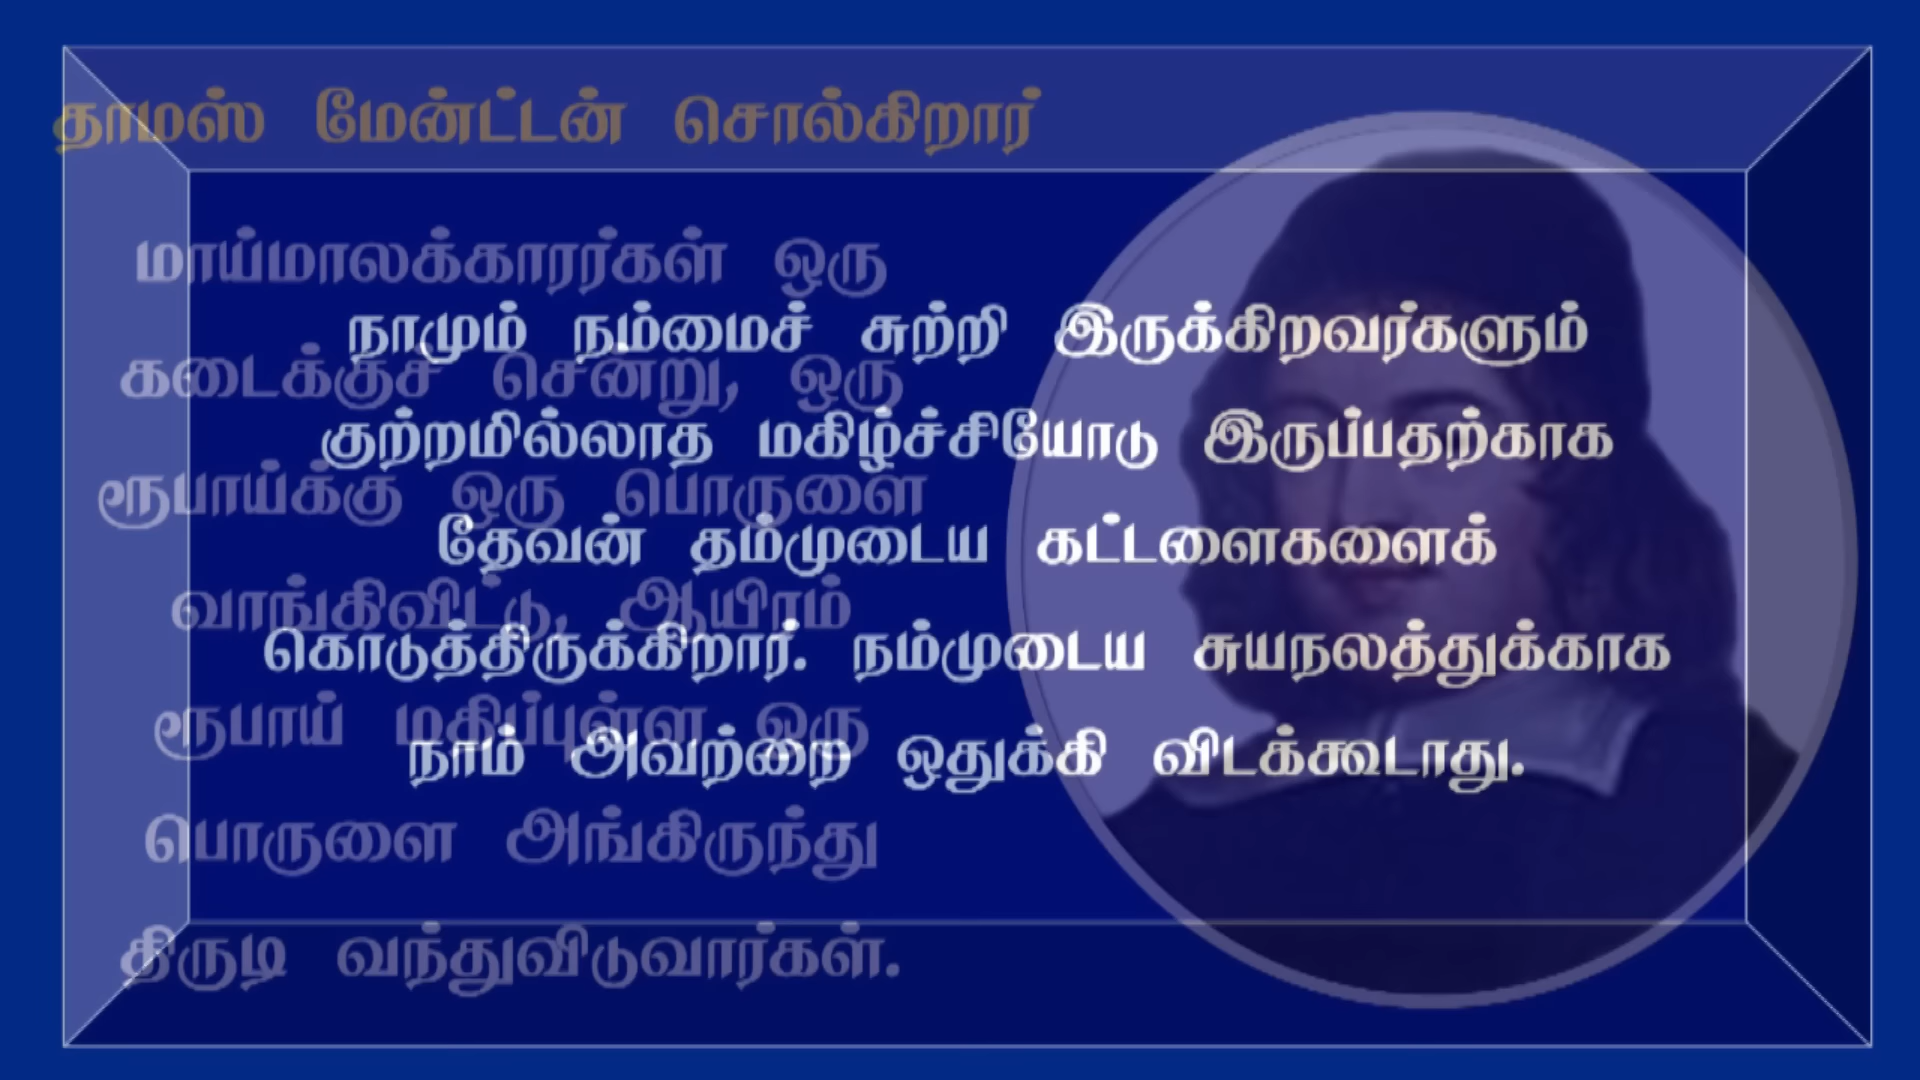 தாமஸ் மேன்ட்டன் சொல்கிறார்
மாய்மாலக்காரர்கள் ஒரு
கடைக்குச் சென்று, ஒரு
ரூபாய்க்கு ஒரு பொருளை
வாங்கிவிட்டு, ஆயிரம்
ரூபாய் மதிப்புள்ள ஒரு
பொருளை அங்கிருந்து
திருடி வந்துவிடுவார்கள்.
நாமும் நம்மைச் சுற்றி இருக்கிறவர்களும்
குற்றமில்லாத மகிழ்ச்சியோடு இருப்பதற்காக
தேவன் தம்முடைய கட்டளைகளைக்
கொடுத்திருக்கிறார். நம்முடைய சுயநலத்துக்காக
நாம் அவற்றை ஒதுக்கி விடக்கூடாது.